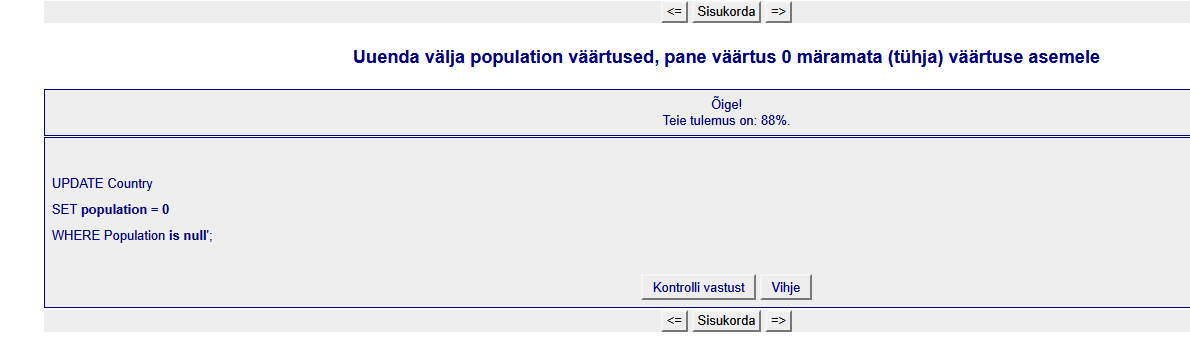 <= Sisukorda =>
Uuenda välja population väärtused, pane väärtus 0 märamata (tühja) väärtuse asemele
Õige!
Teie tulemus on: 88%.
UPDATE Country
SET population = 0
WHERE Population is null';
Kontrolli vastust Vihje
<= Sisukorda =>